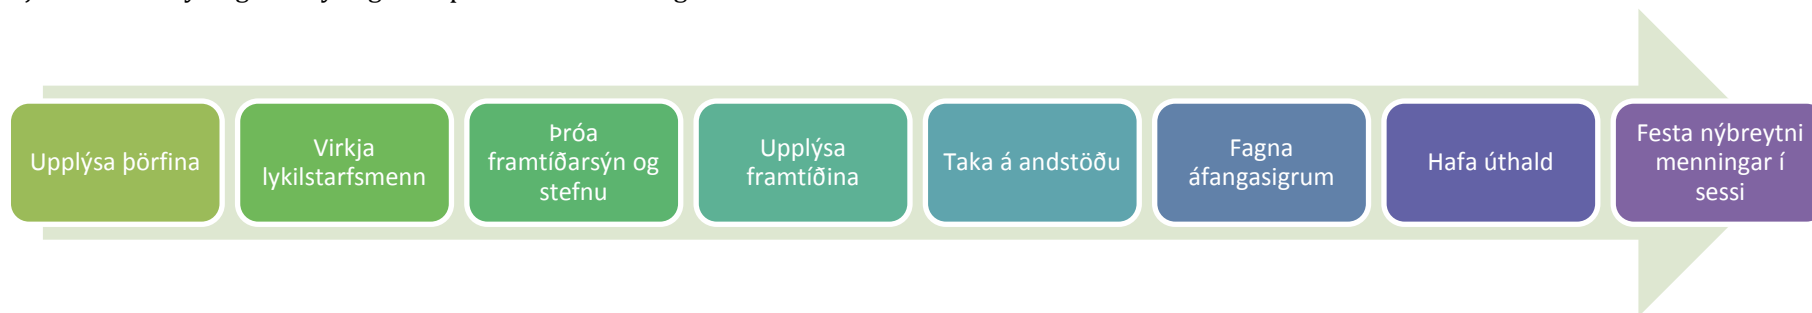 Upplýsa þörfina
Virkja
lykilstarfsmenn
Þróa
framtíðarsýn og
stefnu
Upplýsa
framtíðina
Taka á andstöðu
Fagna
áfangasigrum
Hafa úthald
Festa nýbreytni
menningar í
sessi